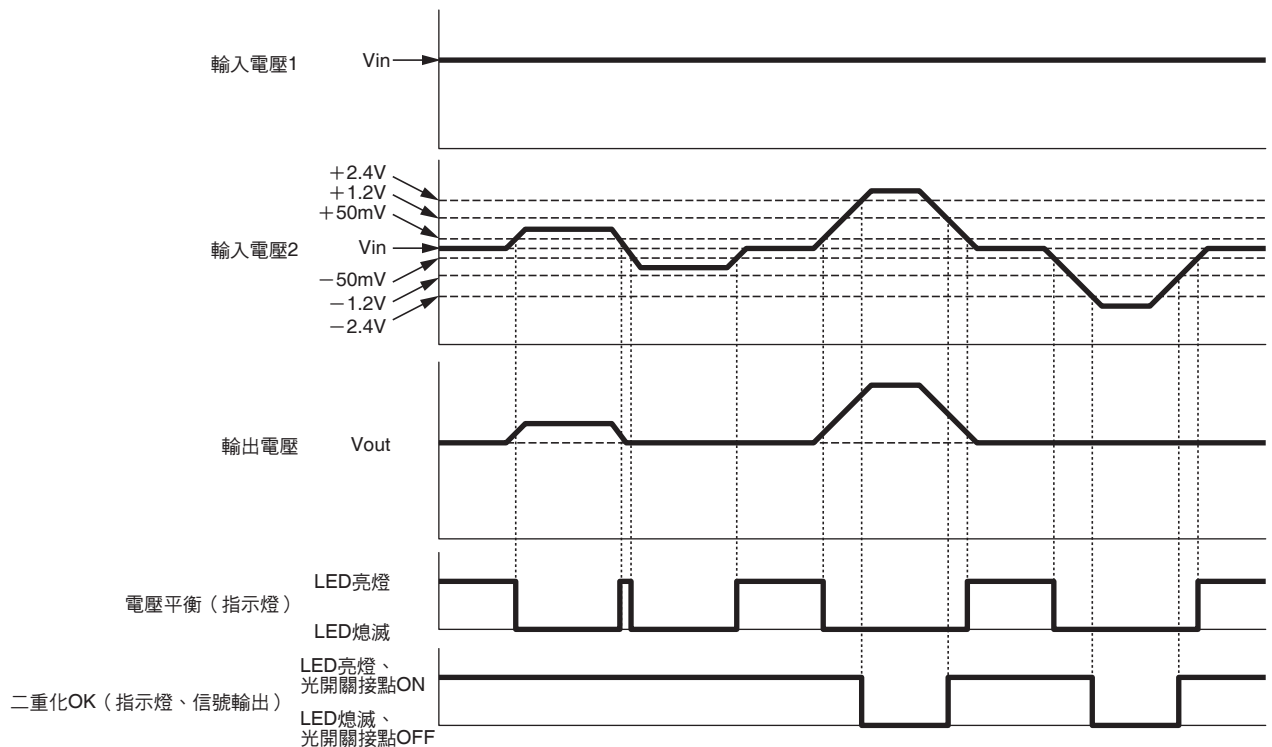 輸入電壓1
Vin
+2.4V
+1.2V
+50mV
輸入電壓2
Vin
−50mV
−1.2V
−2.4V
輸出電壓
Vout
電壓平衡（指示燈）
LED亮燈
LED熄滅
二重化OK（指示燈、信號輸出）
LED亮燈、
光開關接點ON
LED熄滅、
光開關接點OFF